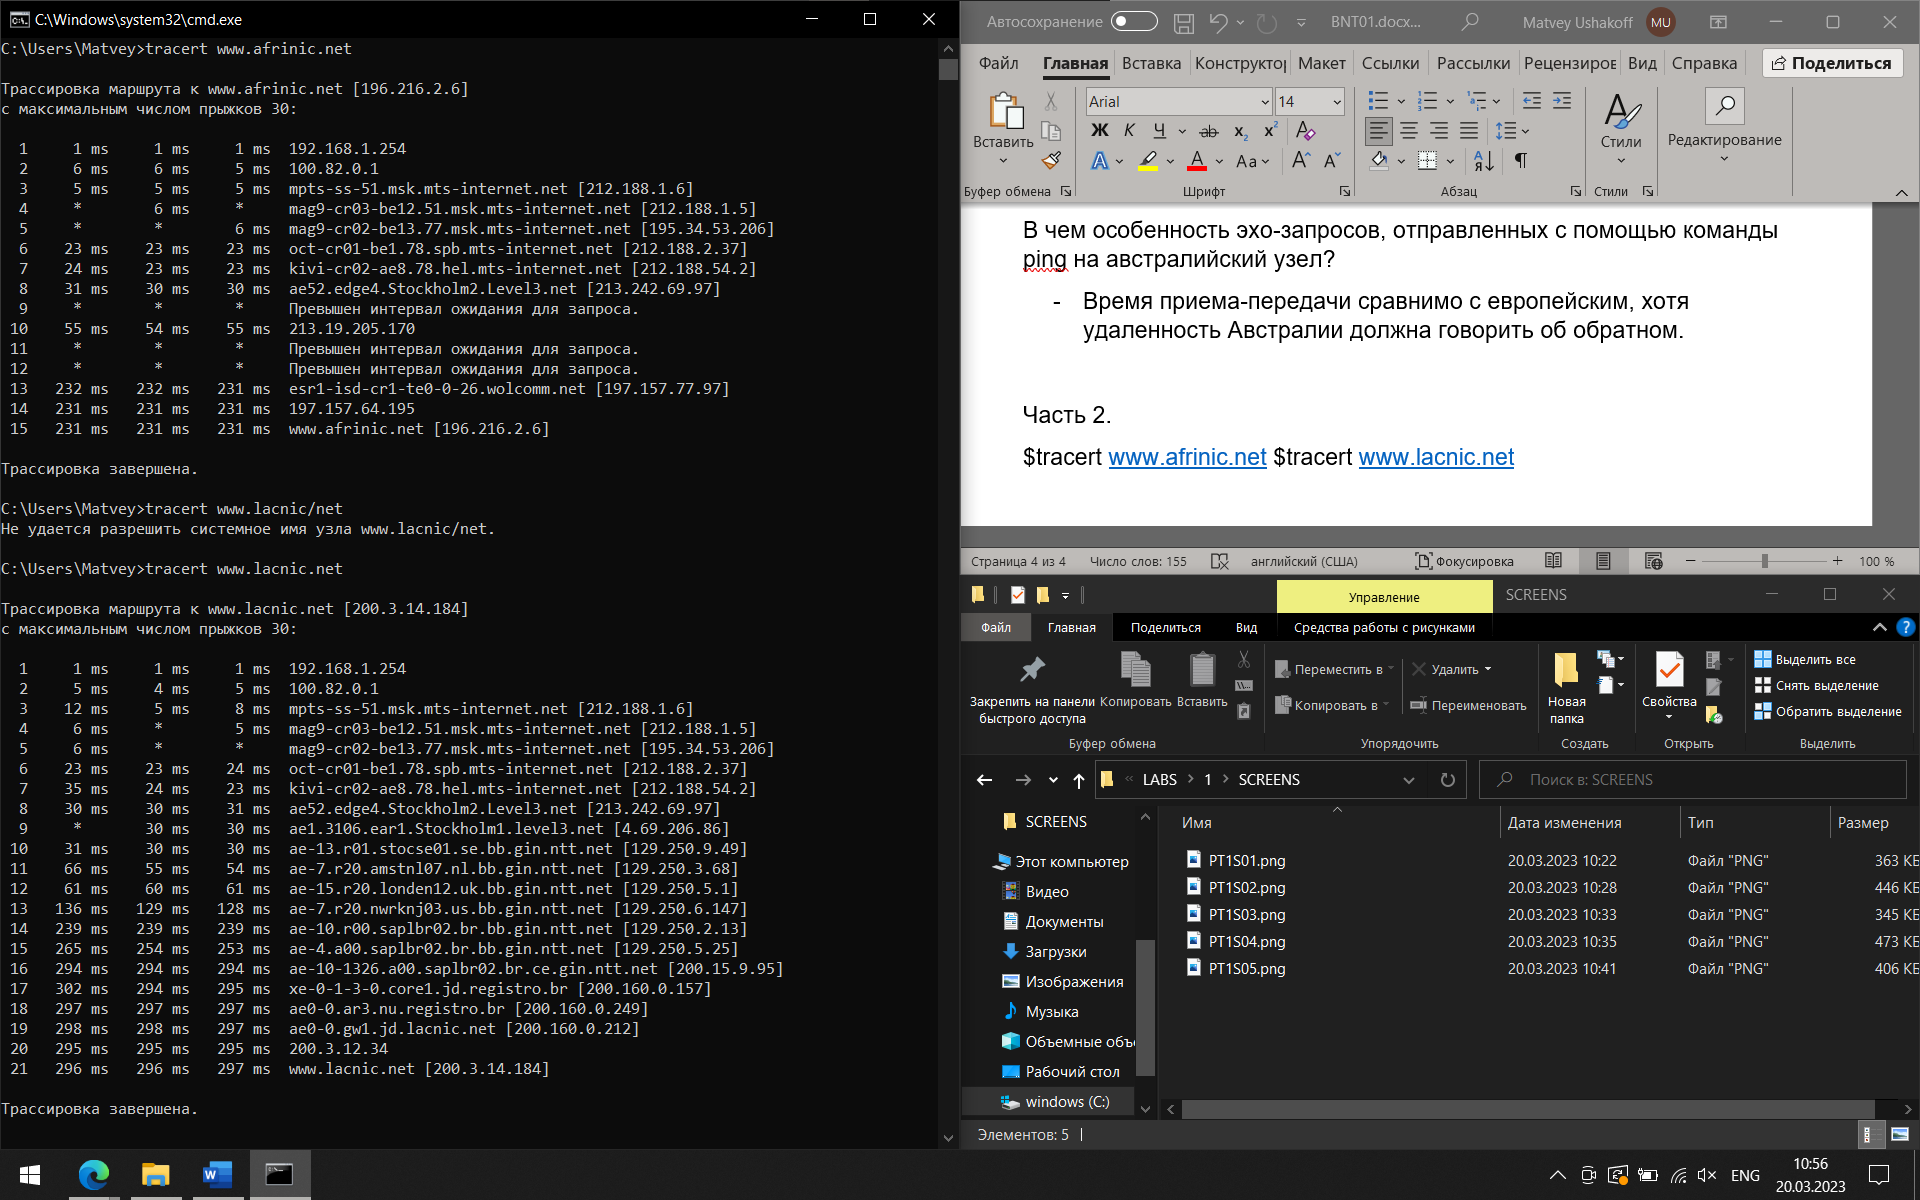 C:\Windows\system32\cmd.exe
C:\Users\Matvey>tracert www.afrinic.net
Трассировка маршрута к www.afrinic.net [196.216.2.6]
с максимальным числом прыжков 30:
1 1 ms 1 ms 1 ms 192.168.1.254
2 6 ms 6 ms 5 ms 100.82.0.1
3 5 ms 5 ms 5 ms mpts-ss-51.msk.mts-internet.net [212.188.1.6]
4 * 6 ms * mag9-cr03-be12.51.msk.mts-internet.net [212.188.1.5]
5 * * 6 ms mag9-cr02-be13.77.msk.mts-internet.net [195.34.53.206]
6 23 ms 23 ms 23 ms oct-cr01-be1.78.spb.mts-internet.net [212.188.2.37]
7 24 ms 23 ms 23 ms kivi-cr02-ae8.78.hel.mts-internet.net [212.188.54.2]
8 31 ms 30 ms 30 ms ae52.edge4.Stockholm2.Level3.net [213.242.69.97]
9 * * * Превышен интервал ожидания для запроса.
10 55 ms 54 ms 55 ms 213.19.205.170
11 * * * Превышен интервал ожидания для запроса.
12 * * * Превышен интервал ожидания для запроса.
13 232 ms 232 ms 231 ms esr1-isd-cr1-te0-0-26.wolcomm.net [197.157.77.97]
14 231 ms 231 ms 231 ms 197.157.64.195
15 231 ms 231 ms 231 ms www.afrinic.net [196.216.2.6]
Трассировка завершена.
C:\Users\Matvey>tracert www.lacnic/net
Не удается разрешить системное имя узла www.lacnic/net.
C:\Users\Matvey>tracert www.lacnic.net
Трассировка маршрута к www.lacnic.net [200.3.14.184]
с максимальным числом прыжков 30:
1 1 ms 1 ms 1 ms 192.168.1.254
2 5 ms 4 ms 5 ms 100.82.0.1
3 12 ms 5 ms 8 ms mpts-ss-51.msk.mts-internet.net [212.188.1.6]
4 6 ms * 5 ms mag9-cr03-be12.51.msk.mts-internet.net [212.188.1.5]
5 6 ms * * mag9-cr02-be13.77.msk.mts-internet.net [195.34.53.206]
6 23 ms 23 ms 24 ms oct-cr01-be1.78.spb.mts-internet.net [212.188.2.37]
7 35 ms 24 ms 23 ms kivi-cr02-ae8.78.hel.mts-internet.net [212.188.54.2]
8 30 ms 30 ms 31 ms ae52.edge4.Stockholm2.Level3.net [213.242.69.97]
9 * 30 ms 30 ms ae1.3106.ear1.Stockholm1.level3.net [4.69.206.86]
10 31 ms 30 ms 30 ms ae-13.r01.stocse01.se.bb.gin.ntt.net [129.250.9.49]
11 66 ms 55 ms 54 ms ae-7.r20.amstnl07.nl.bb.gin.ntt.net [129.250.3.68]
12 61 ms 60 ms 61 ms ae-15.r20.londen12.uk.bb.gin.ntt.net [129.250.5.1]
13 136 ms 129 ms 128 ms ae-7.r20.nwrknj03.us.bb.gin.ntt.net [129.250.6.147]
14 239 ms 239 ms 239 ms ae-10.r00.saplbr02.br.bb.gin.ntt.net [129.250.2.13]
15 265 ms 254 ms 253 ms ae-4.a00.saplbr02.br.bb.gin.ntt.net [129.250.5.25]
16 294 ms 294 ms 294 ms ae-10-1326.a00.saplbr02.br.ce.gin.ntt.net [200.15.9.95]
17 302 ms 294 ms 295 ms xe-0-1-3-0.core1.jd.registro.br [200.160.0.157]
18 297 ms 297 ms 297 ms ae0-0.ar3.nu.registro.br [200.160.0.249]
19 298 ms 298 ms 297 ms ae0-0.gw1.jd.lacnic.net [200.160.0.212]
20 295 ms 295 ms 295 ms 200.3.12.34
21 296 ms 296 ms 297 ms www.lacnic.net [200.3.14.184]
Трассировка завершена.
Автосохранение BNT01.docx... Matvey Ushakoff MU
Файл Главная Вставка Конструктор Макет Ссылки Рассылки Рецензиров Вид Справка Поделиться
Arial 14
Ж К Ч ab x₂ x² A
А А Aa A A АЯ ¶
Вставить Стили Редактирование
Буфер обмена Шрифт Абзац Стили
В чем особенность эхо-запросов, отправленных с помощью команды
ping на австралийский узел?
- Время приема-передачи сравнимо с европейским, хотя
удаленность Австралии должна говорить об обратном.
Часть 2.
$tracert www.afrinic.net $tracert www.lacnic.net
Страница 4 из 4 Число слов: 155 английский (США) Фокусировка 100 %
Управление SCREENS
Файл Главная Поделиться Вид Средства работы с рисунками
Закрепить на панели
быстрого доступа
Копировать
Вставить
Переместить в
Копировать в
Удалить
Переименовать
Новая
папка
Свойства
Выделить все
Снять выделение
Обратить выделение
Буфер обмена Упорядочить Создать Открыть Выделить
LABS 1 SCREENS Поиск в: SCREENS
SCREENS
Этот компьютер
Видео
Документы
Загрузки
Изображения
Музыка
Объемные объ
Рабочий стол
windows (C:)
Имя Дата изменения Тип Размер
PT1S01.png 20.03.2023 10:22 Файл "PNG" 363 КБ
PT1S02.png 20.03.2023 10:28 Файл "PNG" 446 КБ
PT1S03.png 20.03.2023 10:33 Файл "PNG" 345 КБ
PT1S04.png 20.03.2023 10:35 Файл "PNG" 473 КБ
PT1S05.png 20.03.2023 10:41 Файл "PNG" 406 КБ
Элементов: 5
ENG 10:56
20.03.2023